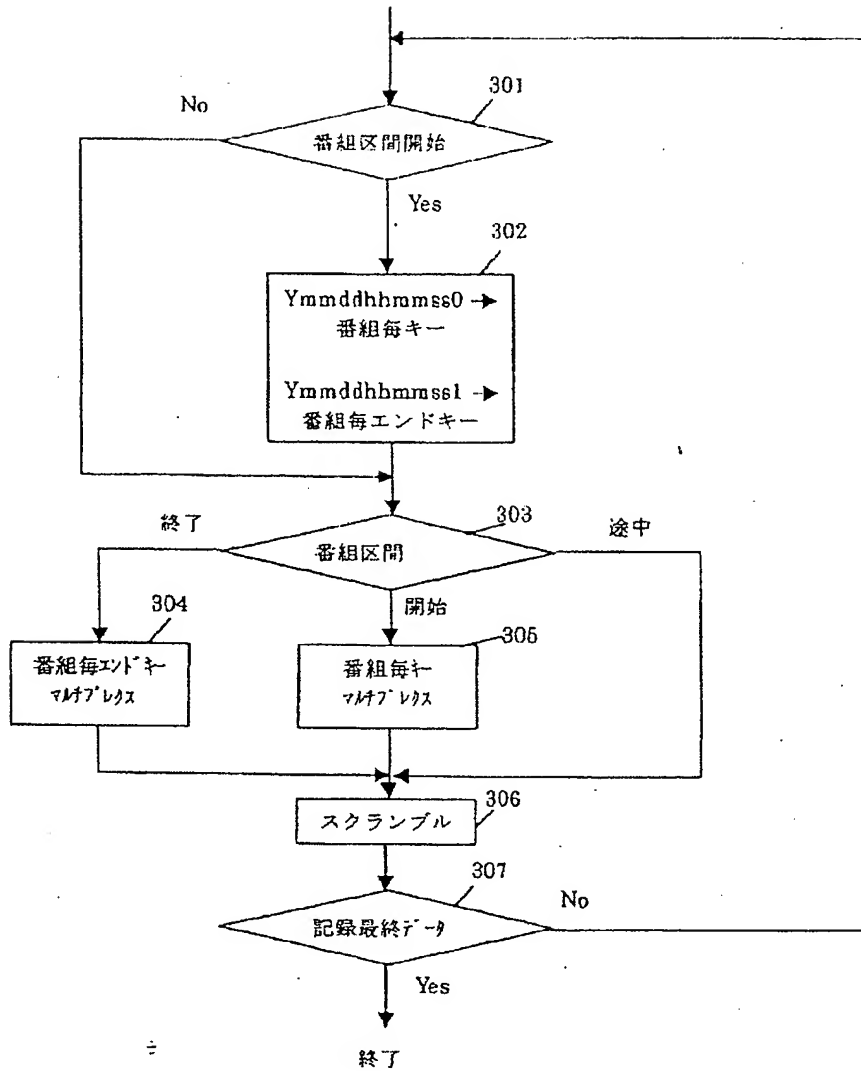 301
No
番組区間開始
Yes
302
Ymmddhhmmss0
番組毎キー
Ymmddhhmmss1
番組毎エンドキー
303
終了
途中
番組区間
開始
304
305
番組毎エンドキー
マルチプレクス
番組毎キー
マルチプレクス
306
スクランブル
307
No
記録最終データ
Yes
終了